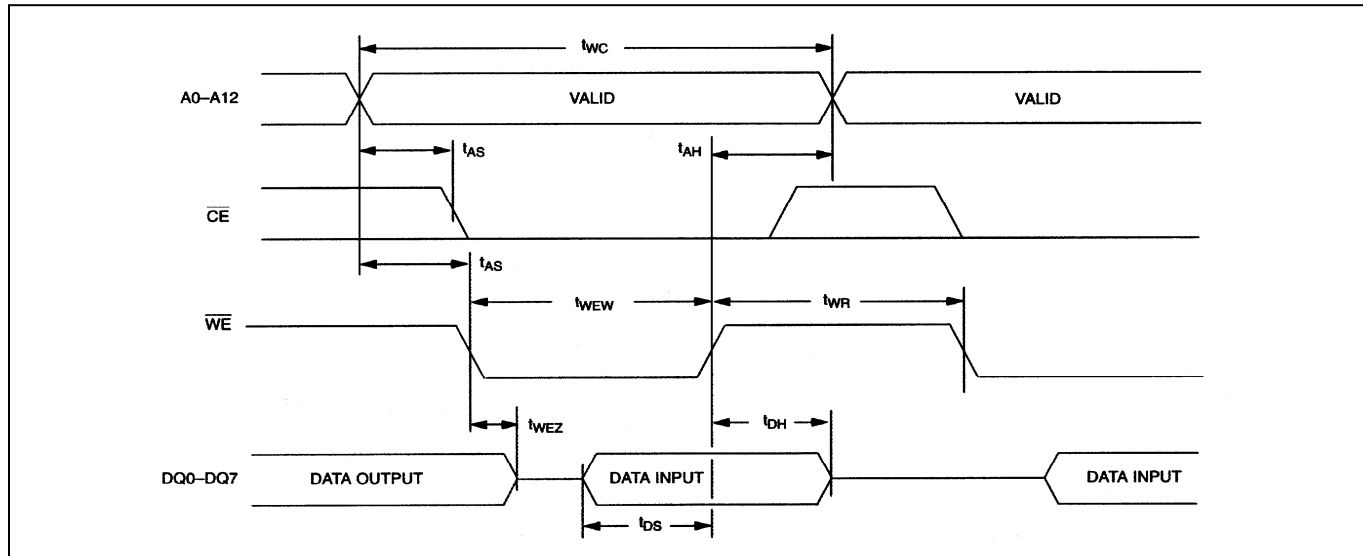 tWC
A0–A12 VALID VALID
tAS tAH
CE
tAS
tWEW tWR
WE
tWEZ tDH
DQ0–DQ7 DATA OUTPUT DATA INPUT DATA INPUT
tDS